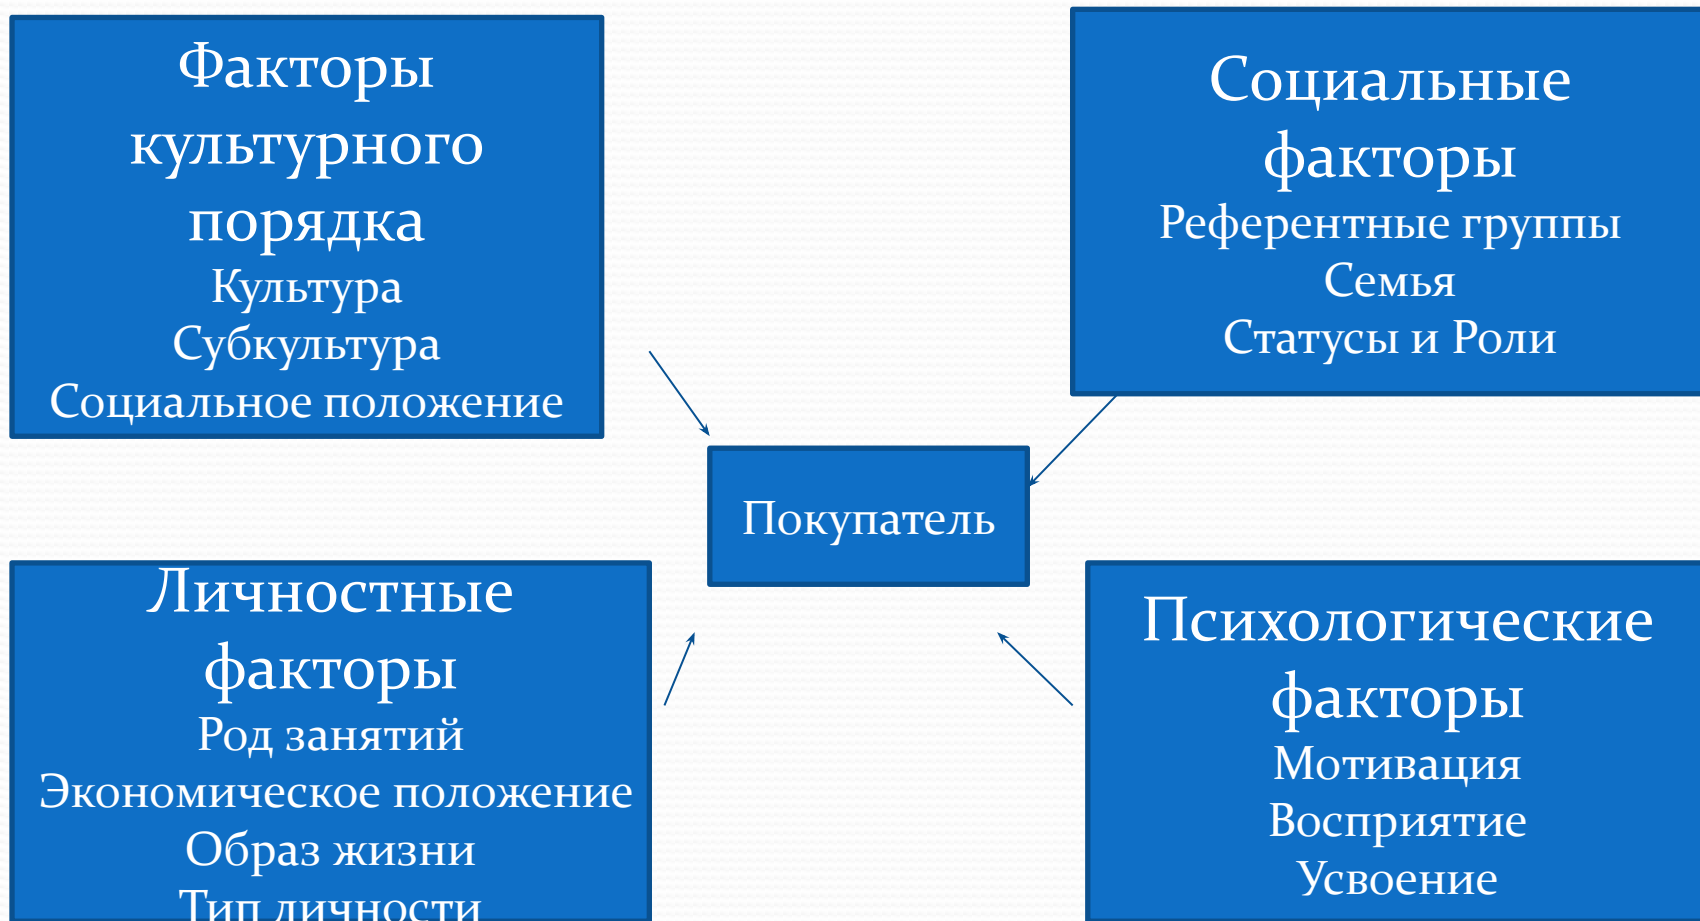 Факторы
культурного
порядка
Культура
Субкультура
Социальное положение
Социальные
факторы
Референтные группы
Семья
Статусы и Роли
Покупатель
Личностные
факторы
Род занятий
Экономическое положение
Образ жизни
Тип личности
Психологические
факторы
Мотивация
Восприятие
Усвоение